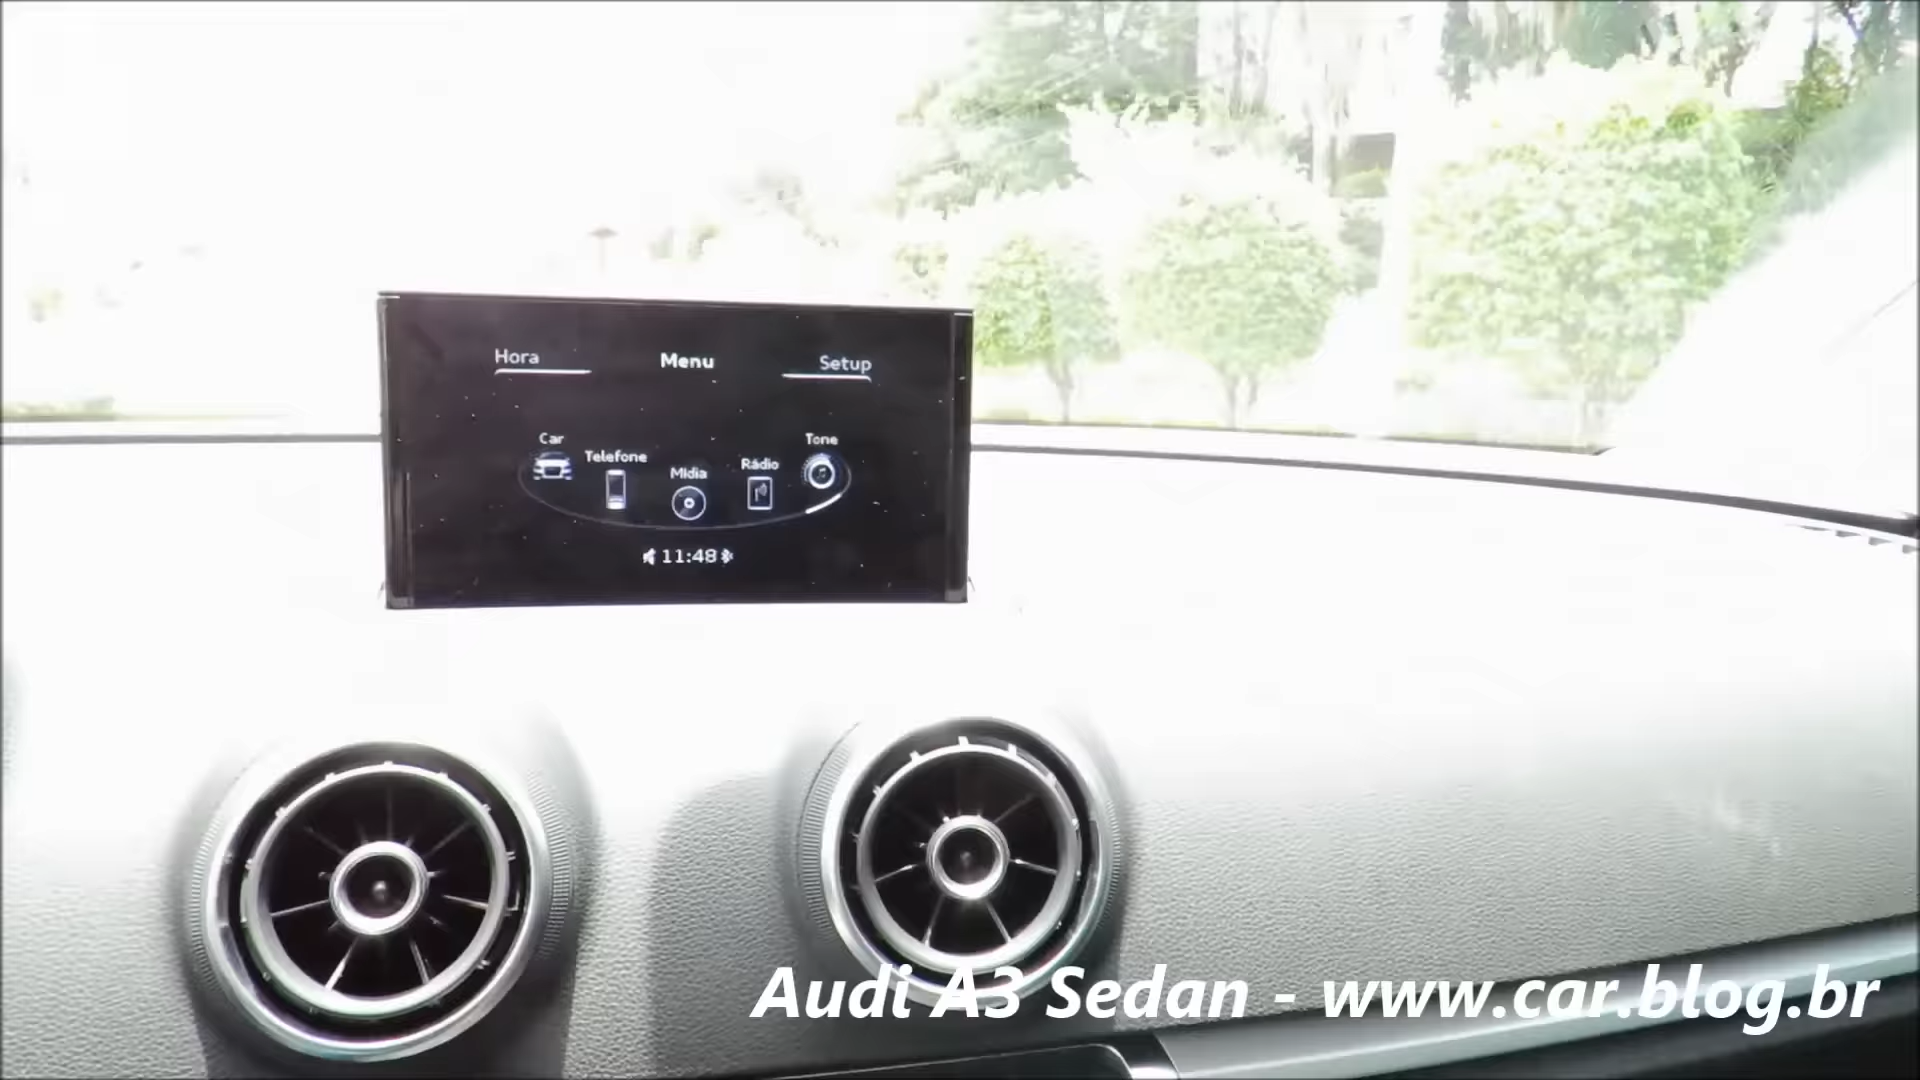 Hora Menu Setup
Car Telefone Mídia Rádio Tone
11:48
Audi A3 Sedan - www.car.blog.br